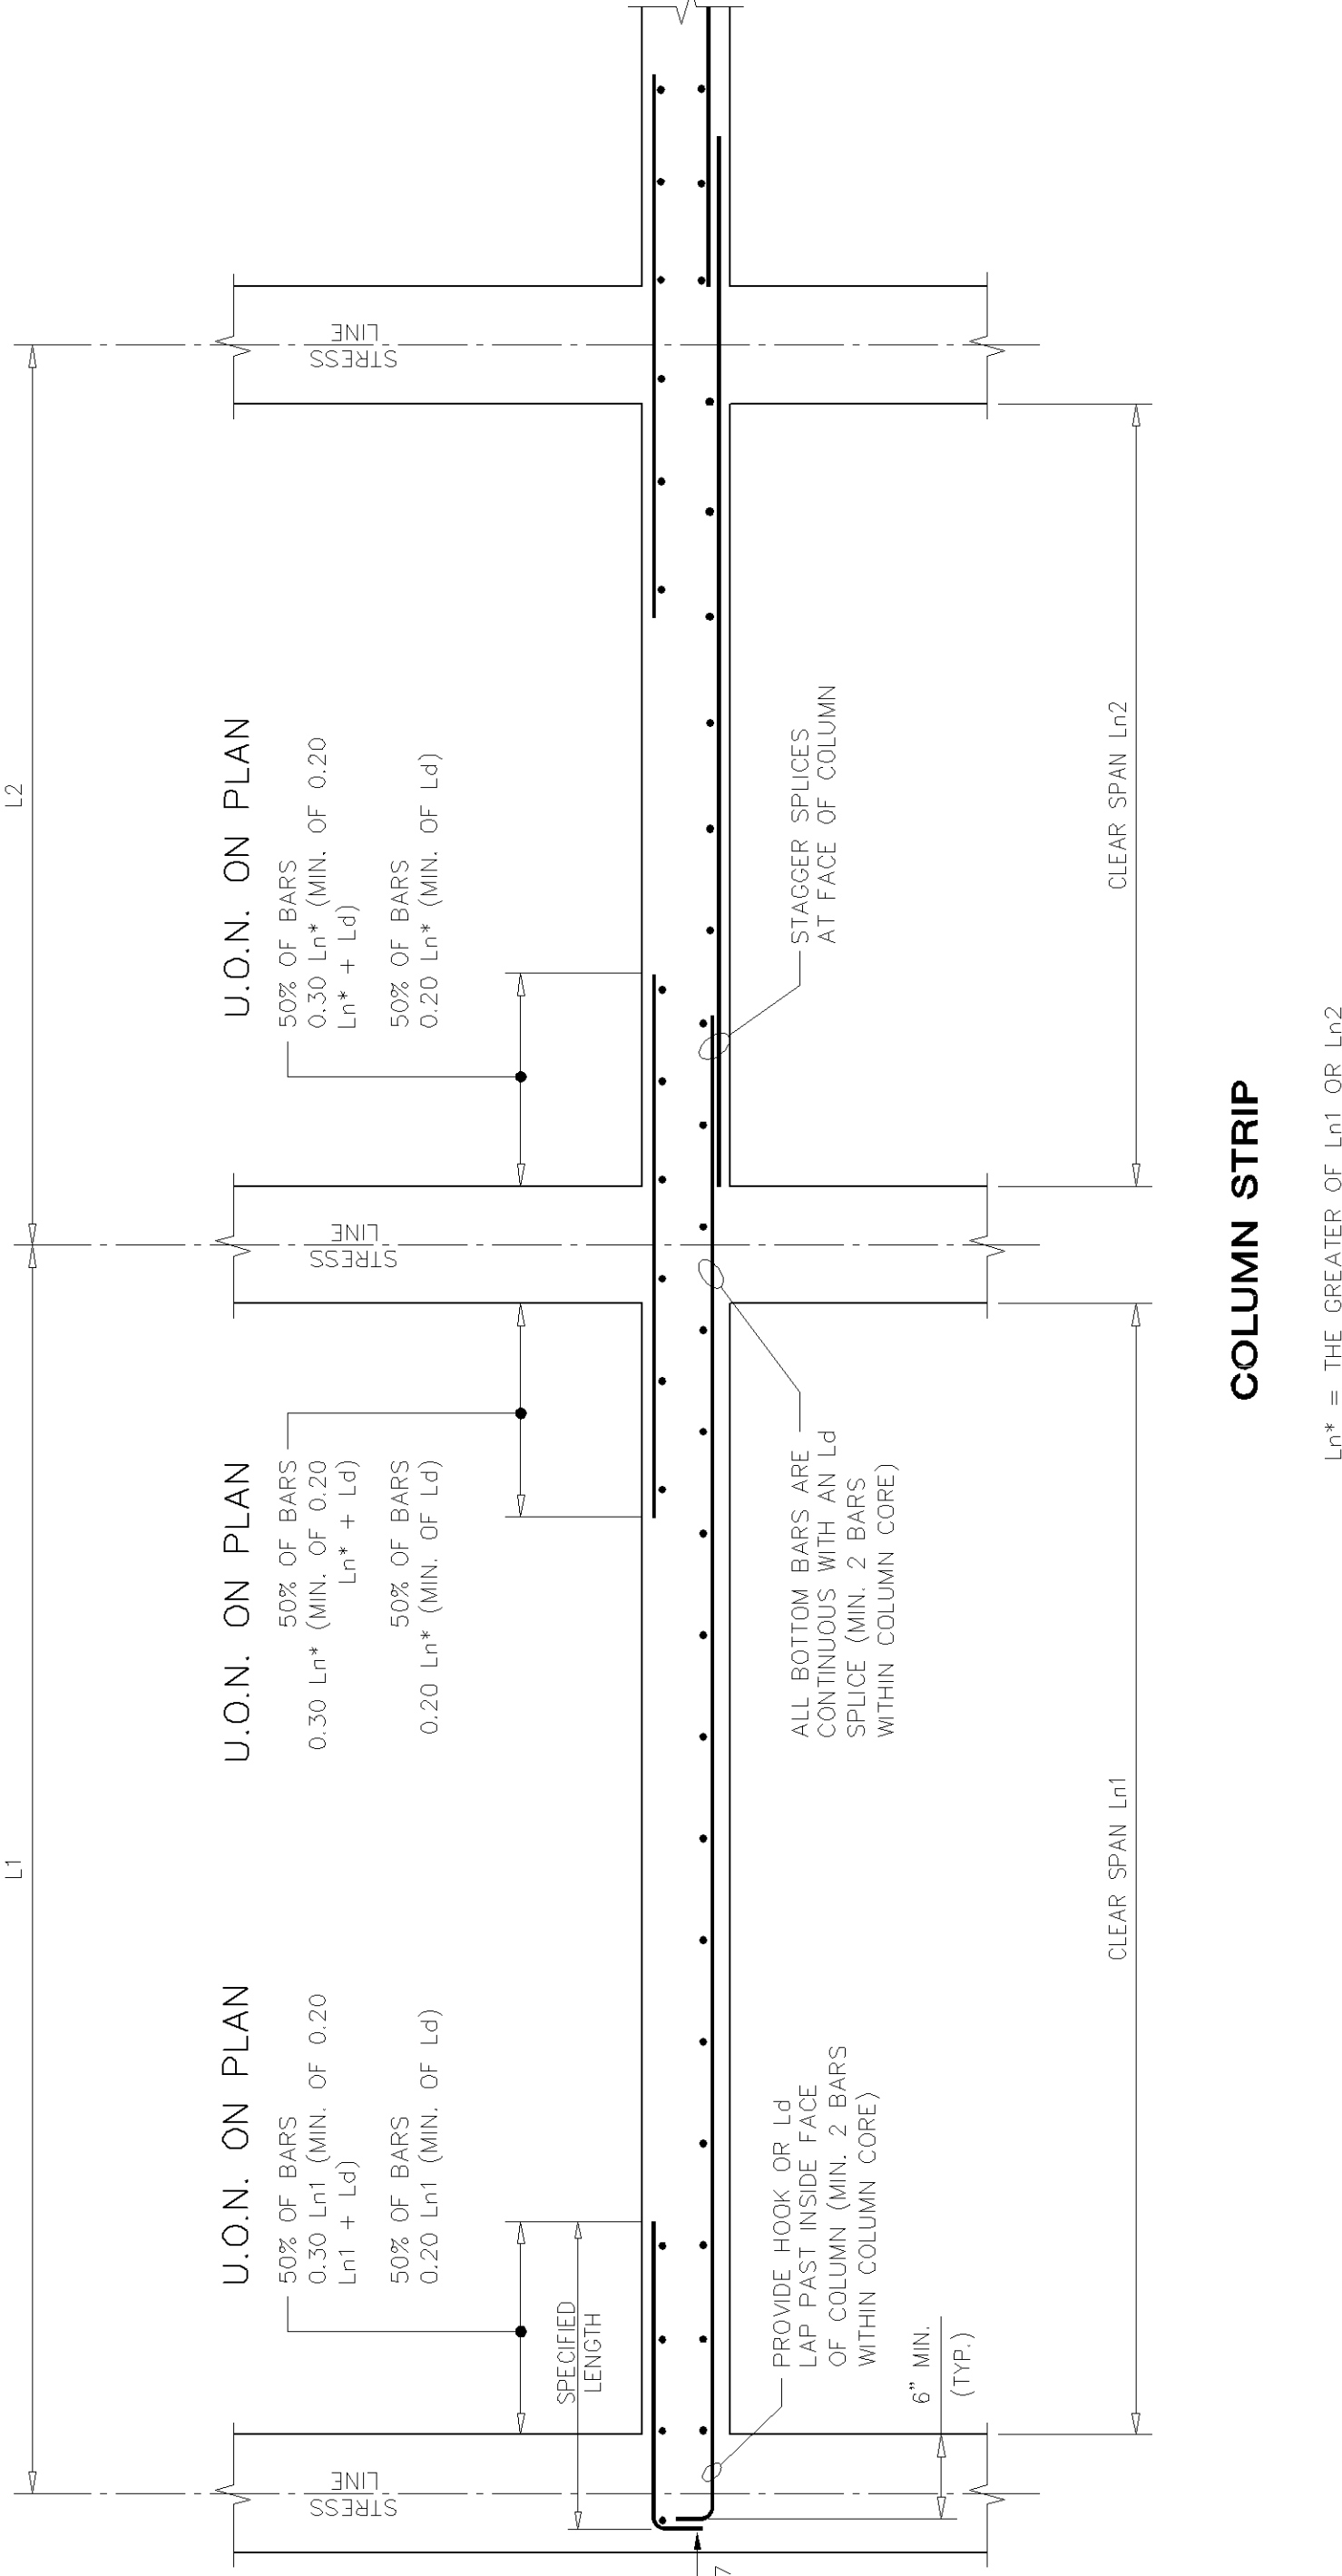 L1
L2
U.O.N. ON PLAN
50% OF BARS
0.30 Ln1 (MIN. OF 0.20
Ln1 + Ld)
50% OF BARS
0.20 Ln1 (MIN. OF Ld)
U.O.N. ON PLAN
50% OF BARS
0.30 Ln* (MIN. OF 0.20
Ln* + Ld)
50% OF BARS
0.20 Ln* (MIN. OF Ld)
U.O.N. ON PLAN
50% OF BARS
0.30 Ln* (MIN. OF 0.20
Ln* + Ld)
50% OF BARS
0.20 Ln* (MIN. OF Ld)
STRESS
LINE
STRESS
LINE
STRESS
LINE
SPECIFIED
LENGTH
7
PROVIDE HOOK OR Ld
LAP PAST INSIDE FACE
OF COLUMN (MIN. 2 BARS
WITHIN COLUMN CORE)
ALL BOTTOM BARS ARE
CONTINUOUS WITH AN Ld
SPLICE (MIN. 2 BARS
WITHIN COLUMN CORE)
STAGGER SPLICES
AT FACE OF COLUMN
6" MIN.
(TYP.)
CLEAR SPAN Ln1
CLEAR SPAN Ln2
COLUMN STRIP
Ln* = THE GREATER OF Ln1 OR Ln2